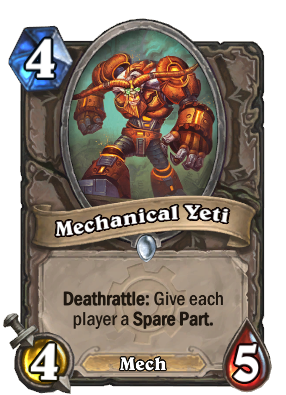 4
Mechanical Yeti
Deathrattle: Give each
player a Spare Part.
4
Mech
5